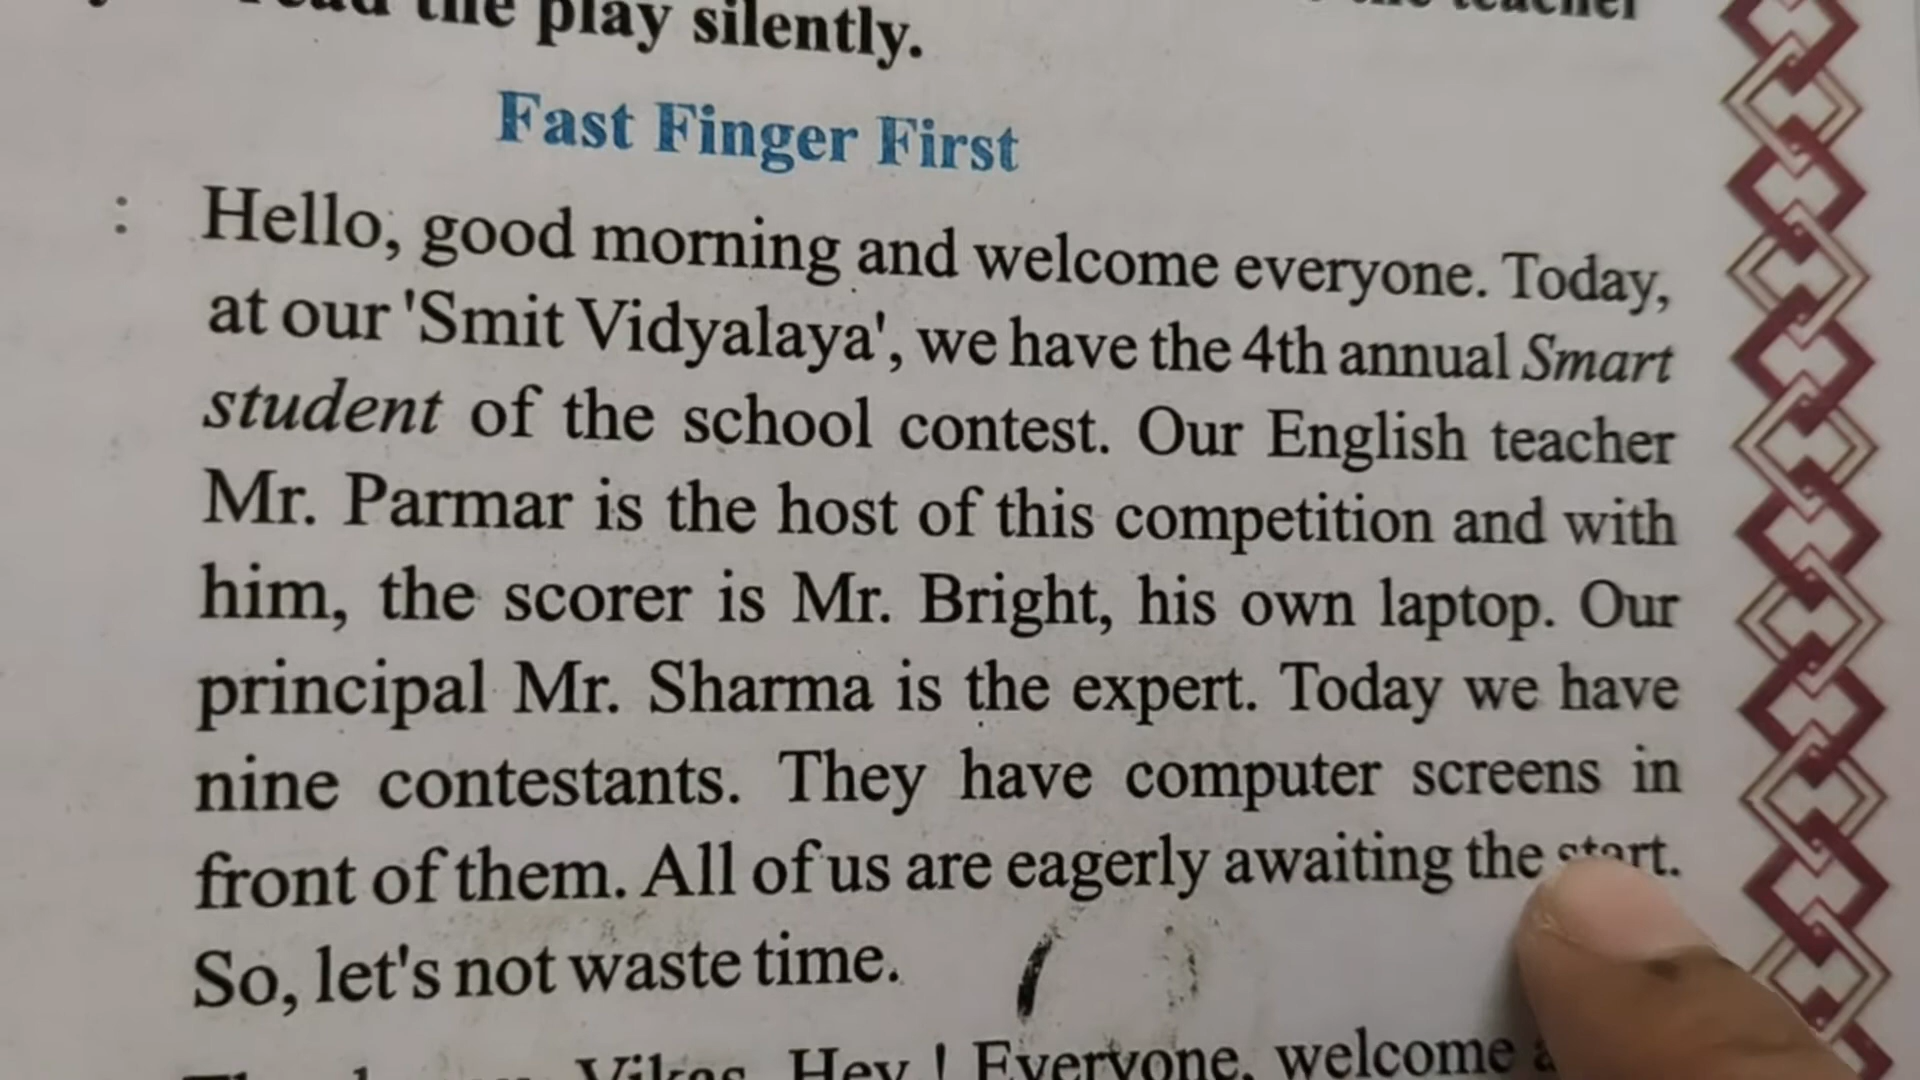 read the play silently. the teacher
Fast Finger First
: Hello, good morning and welcome everyone. Today,
at our 'Smit Vidyalaya', we have the 4th annual Smart
student of the school contest. Our English teacher
Mr. Parmar is the host of this competition and with
him, the scorer is Mr. Bright, his own laptop. Our
principal Mr. Sharma is the expert. Today we have
nine contestants. They have computer screens in
front of them. All of us are eagerly awaiting the start.
So, let's not waste time.
Vikas. Hey ! Everyone, welcome